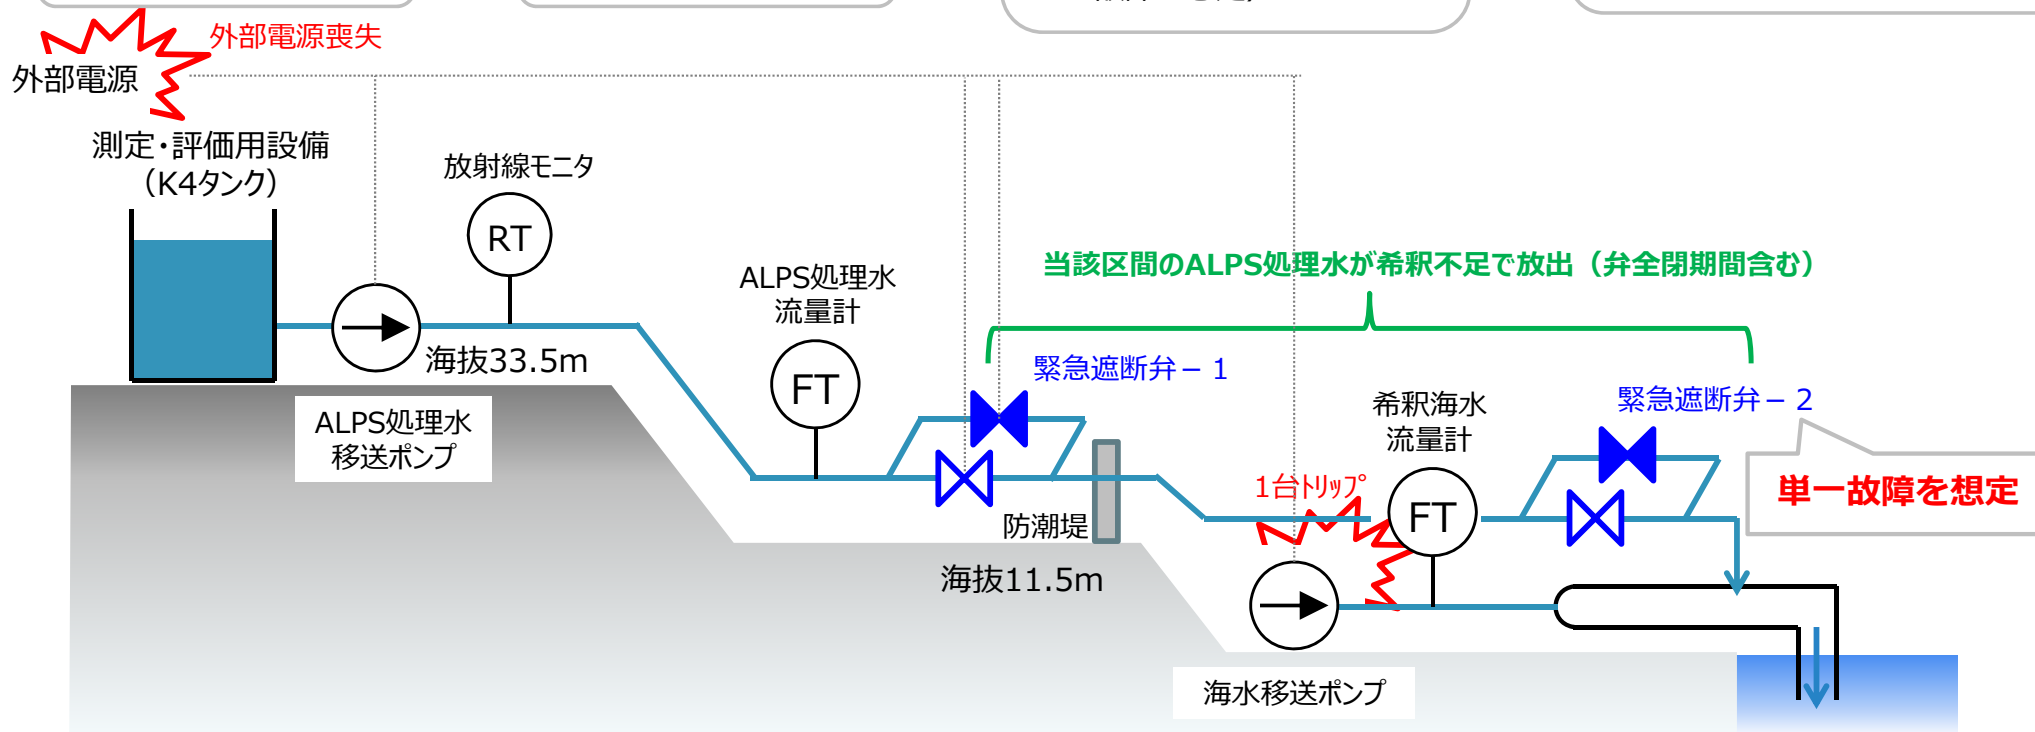 外部電源喪失
外部電源
測定・評価用設備
（K4タンク）
放射線モニタ
RT
ALPS処理水
流量計
FT
当該区間のALPS処理水が希釈不足で放出（弁全閉期間含む）
海抜33.5m
緊急遮断弁－1
ALPS処理水
移送ポンプ
希釈海水
流量計
FT
緊急遮断弁－2
単一故障を想定
1台トリップ
防潮堤
海抜11.5m
海水移送ポンプ